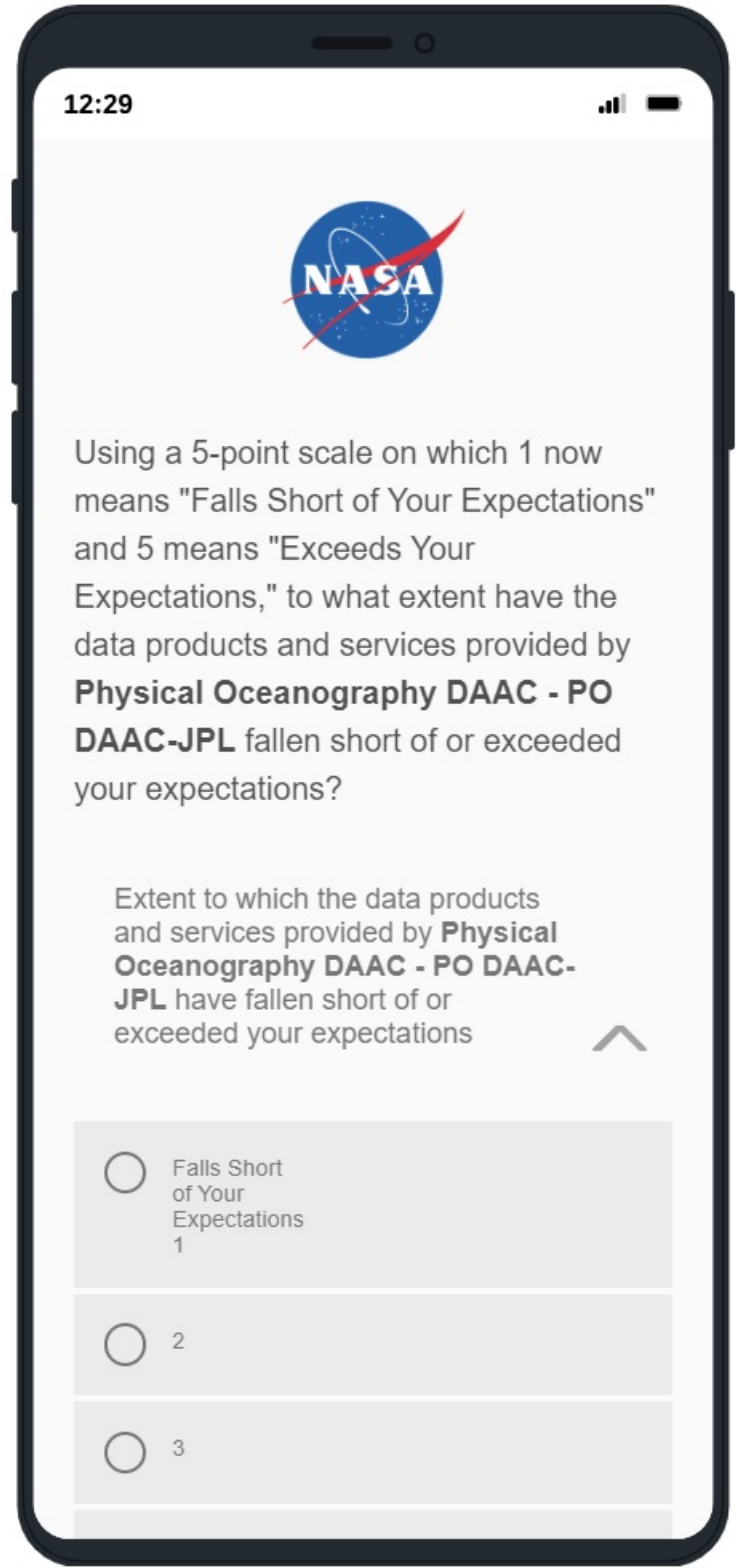 12:29
NASA
Using a 5-point scale on which 1 now
means "Falls Short of Your Expectations"
and 5 means "Exceeds Your
Expectations," to what extent have the
data products and services provided by
Physical Oceanography DAAC - PO
DAAC-JPL fallen short of or exceeded
your expectations?
Extent to which the data products
and services provided by Physical
Oceanography DAAC - PO DAAC-
JPL have fallen short of or
exceeded your expectations
Falls Short
of Your
Expectations
1
2
3